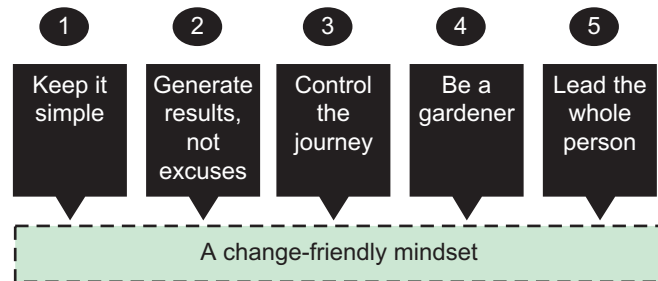 1
2
3
4
5
Keep it
simple
Generate
results,
not
excuses
Control
the
journey
Be a
gardener
Lead the
whole
person
A change-friendly mindset